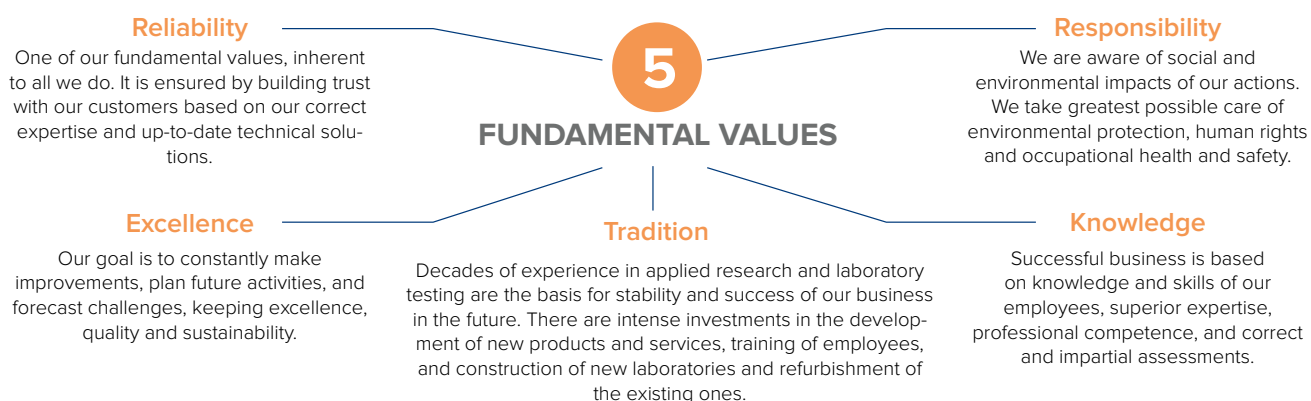 Reliability
One of our fundamental values, inherent
to all we do. It is ensured by building trust
with our customers based on our correct
expertise and up-to-date technical solu-
tions.
5
FUNDAMENTAL VALUES
Responsibility
We are aware of social and
environmental impacts of our actions.
We take greatest possible care of
environmental protection, human rights
and occupational health and safety.
Excellence
Our goal is to constantly make
improvements, plan future activities, and
forecast challenges, keeping excellence,
quality and sustainability.
Tradition
Decades of experience in applied research and laboratory
testing are the basis for stability and success of our business
in the future. There are intense investments in the develop-
ment of new products and services, training of employees,
and construction of new laboratories and refurbishment of
the existing ones.
Knowledge
Successful business is based
on knowledge and skills of our
employees, superior expertise,
professional competence, and correct
and impartial assessments.